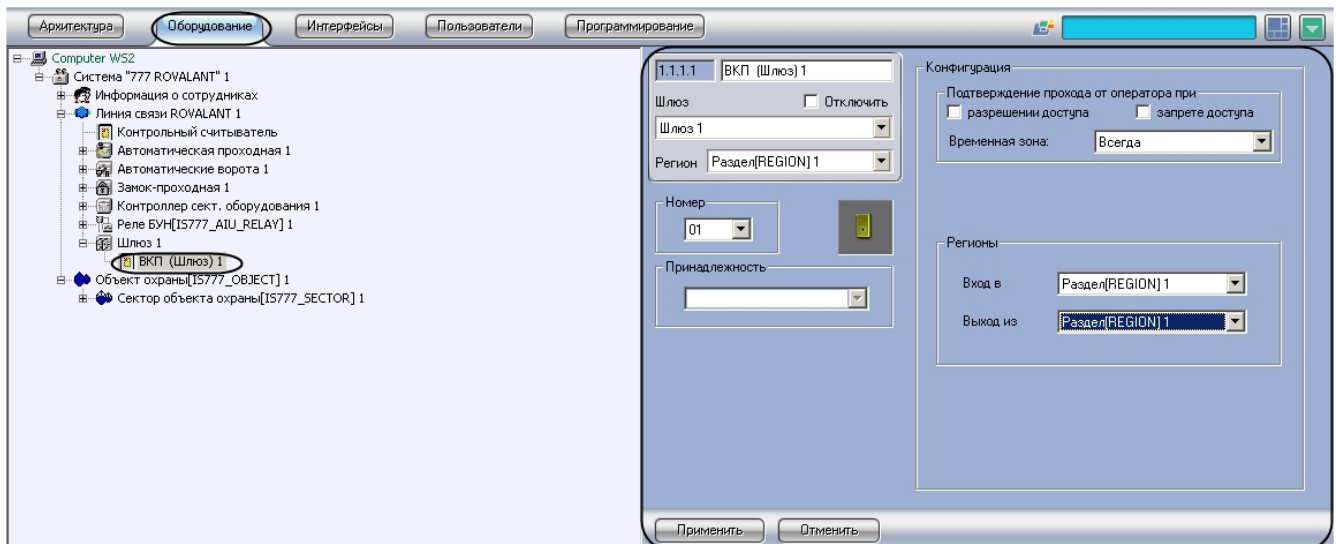 Архитектура Оборудование Интерфейсы Пользователи Программирование
Computer WS2
Система "777 ROVALANT" 1
Информация о сотрудниках
Линия связи ROVALANT 1
Контрольный считыватель
Автоматическая проходная 1
Автоматические ворота 1
Замок-проходная 1
Контроллер сект. оборудования 1
Реле БУН[IS777_AIU_RELAY] 1
Шлюз 1
ВКП (Шлюз) 1
Объект охраны[IS777_OBJECT] 1
Сектор объекта охраны[IS777_SECTOR] 1
1.1.1.1 ВКП (Шлюз) 1
Шлюз Отключить
Шлюз 1
Регион Раздел[REGION] 1
Номер
01
Принадлежность
Конфигурация
Подтверждение прохода от оператора при
разрешении доступа запрете доступа
Временная зона: Всегда
Регионы
Вход в Раздел[REGION] 1
Выход из Раздел[REGION] 1
Применить Отменить